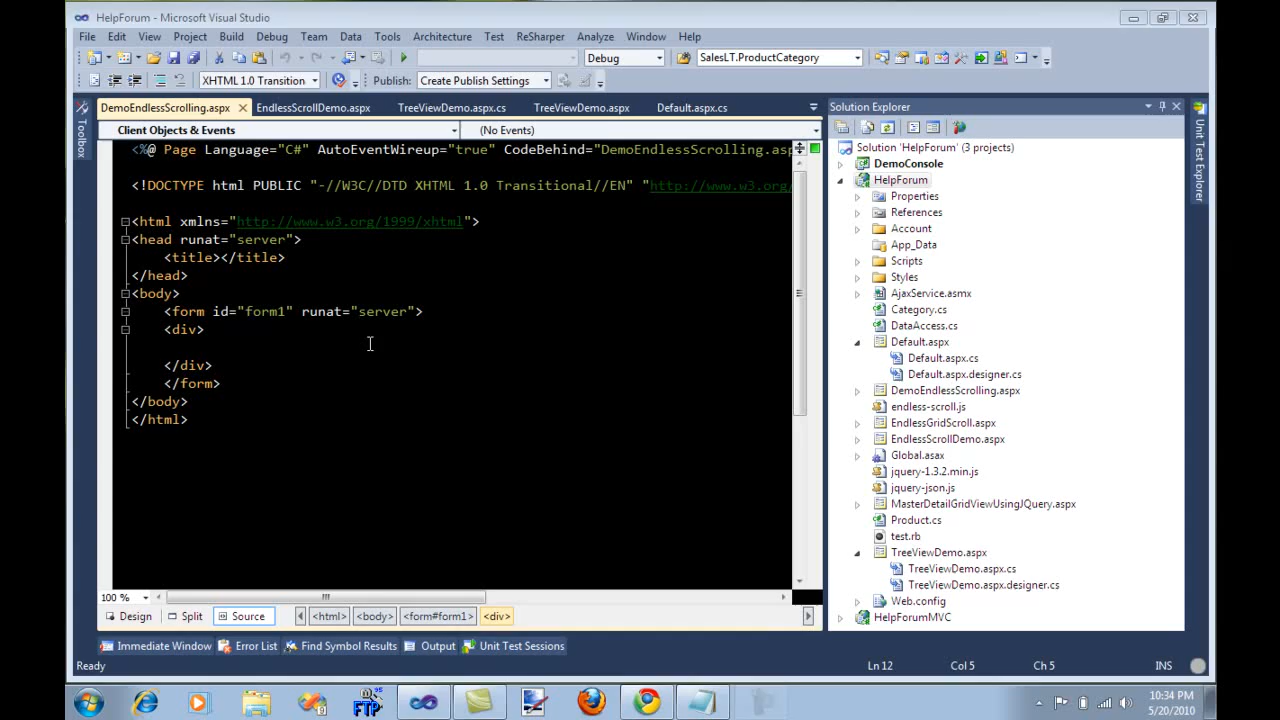 HelpForum - Microsoft Visual Studio
File Edit View Project Build Debug Team Data Tools Architecture Test ReSharper Analyze Window Help
Debug SalesLT.ProductCategory
XHTML 1.0 Transition Publish: Create Publish Settings
DemoEndlessScrolling.aspx EndlessScrollDemo.aspx TreeViewDemo.aspx.cs TreeViewDemo.aspx Default.aspx.cs
Toolbox
Client Objects & Events (No Events)
<%@ Page Language="C#" AutoEventWireup="true" CodeBehind="DemoEndlessScrolling.asp
<!DOCTYPE html PUBLIC "-//W3C//DTD XHTML 1.0 Transitional//EN" "http://www.w3.org/
<html xmlns="http://www.w3.org/1999/xhtml">
<head runat="server">
<title></title>
</head>
<body>
<form id="form1" runat="server">
<div>
</div>
</form>
</body>
</html>
100 %
Design Split Source <html> <body> <form#form1> <div>
Solution Explorer
Solution 'HelpForum' (3 projects)
DemoConsole
HelpForum
Properties
References
Account
App_Data
Scripts
Styles
AjaxService.asmx
Category.cs
DataAccess.cs
Default.aspx
Default.aspx.cs
Default.aspx.designer.cs
DemoEndlessScrolling.aspx
endless-scroll.js
EndlessGridScroll.aspx
EndlessScrollDemo.aspx
Global.asax
jquery-1.3.2.min.js
jquery-json.js
MasterDetailGridViewUsingJQuery.aspx
Product.cs
test.rb
TreeViewDemo.aspx
TreeViewDemo.aspx.cs
TreeViewDemo.aspx.designer.cs
Web.config
HelpForumMVC
Unit Test Explorer
Immediate Window Error List Find Symbol Results Output Unit Test Sessions
Ready Ln 12 Col 5 Ch 5 INS
FTP
10:34 PM
5/20/2010